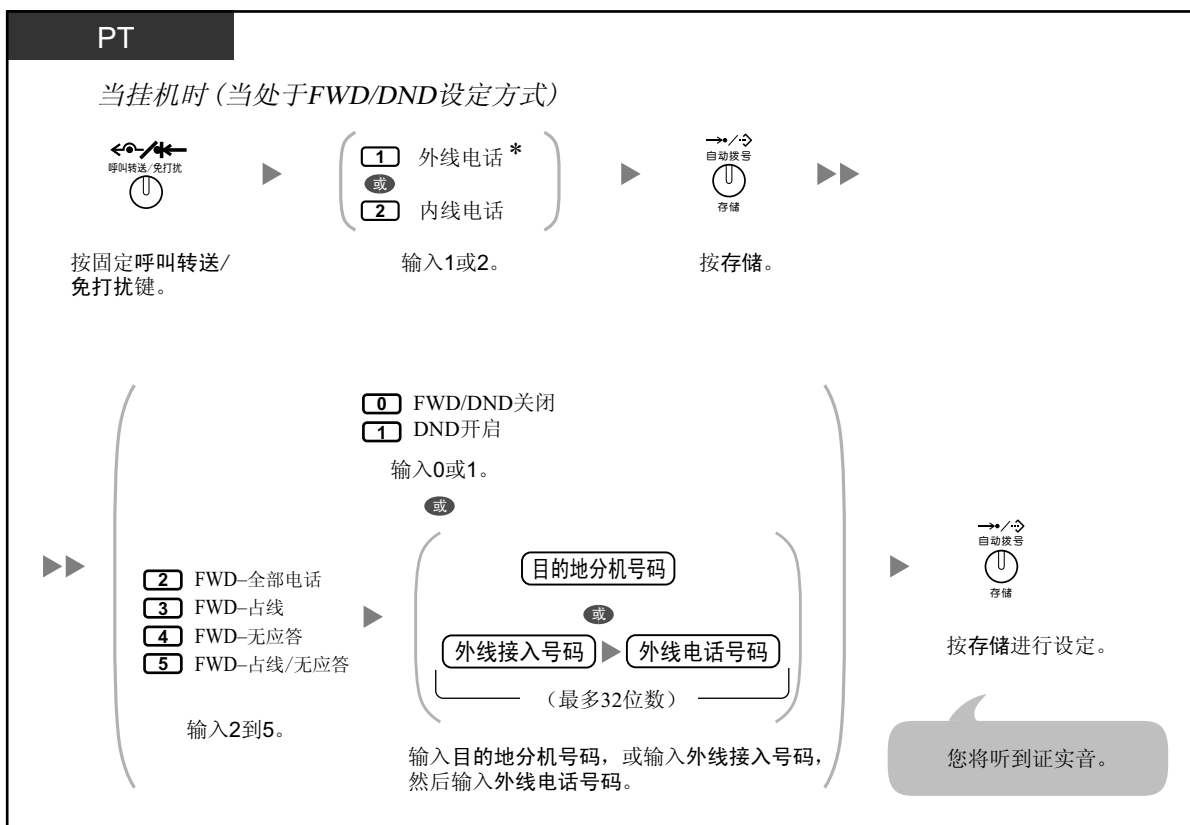 PT
当挂机时（当处于FWD/DND设定方式）
呼叫转送/免打扰
1 外线电话*
或
2 内线电话
自动拨号
存储
按固定呼叫转送/
免打扰键。
输入1或2。
按存储。
0 FWD/DND关闭
1 DND开启
输入0或1。
或
2 FWD–全部电话
3 FWD–占线
4 FWD–无应答
5 FWD–占线/无应答
输入2到5。
目的地分机号码
或
外线接入号码 外线电话号码
（最多32位数）
输入目的地分机号码，或输入外线接入号码，
然后输入外线电话号码。
自动拨号
存储
按存储进行设定。
您将听到证实音。